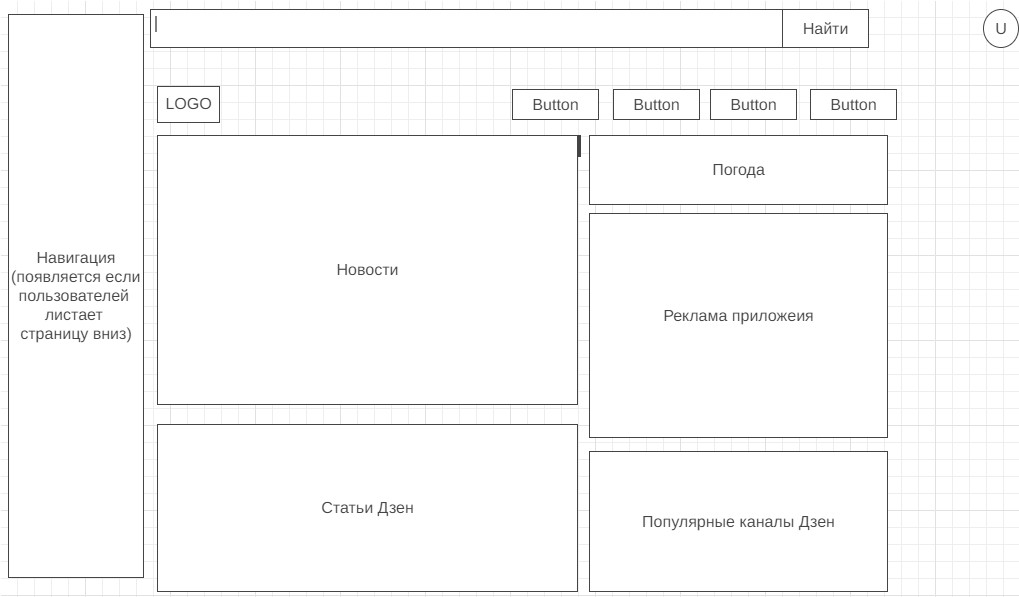 Найти
U
LOGO
Button
Button
Button
Button
Погода
Навигация
(появляется если
пользователей
листает
страницу вниз)
Новости
Реклама приложеия
Статьи Дзен
Популярные каналы Дзен